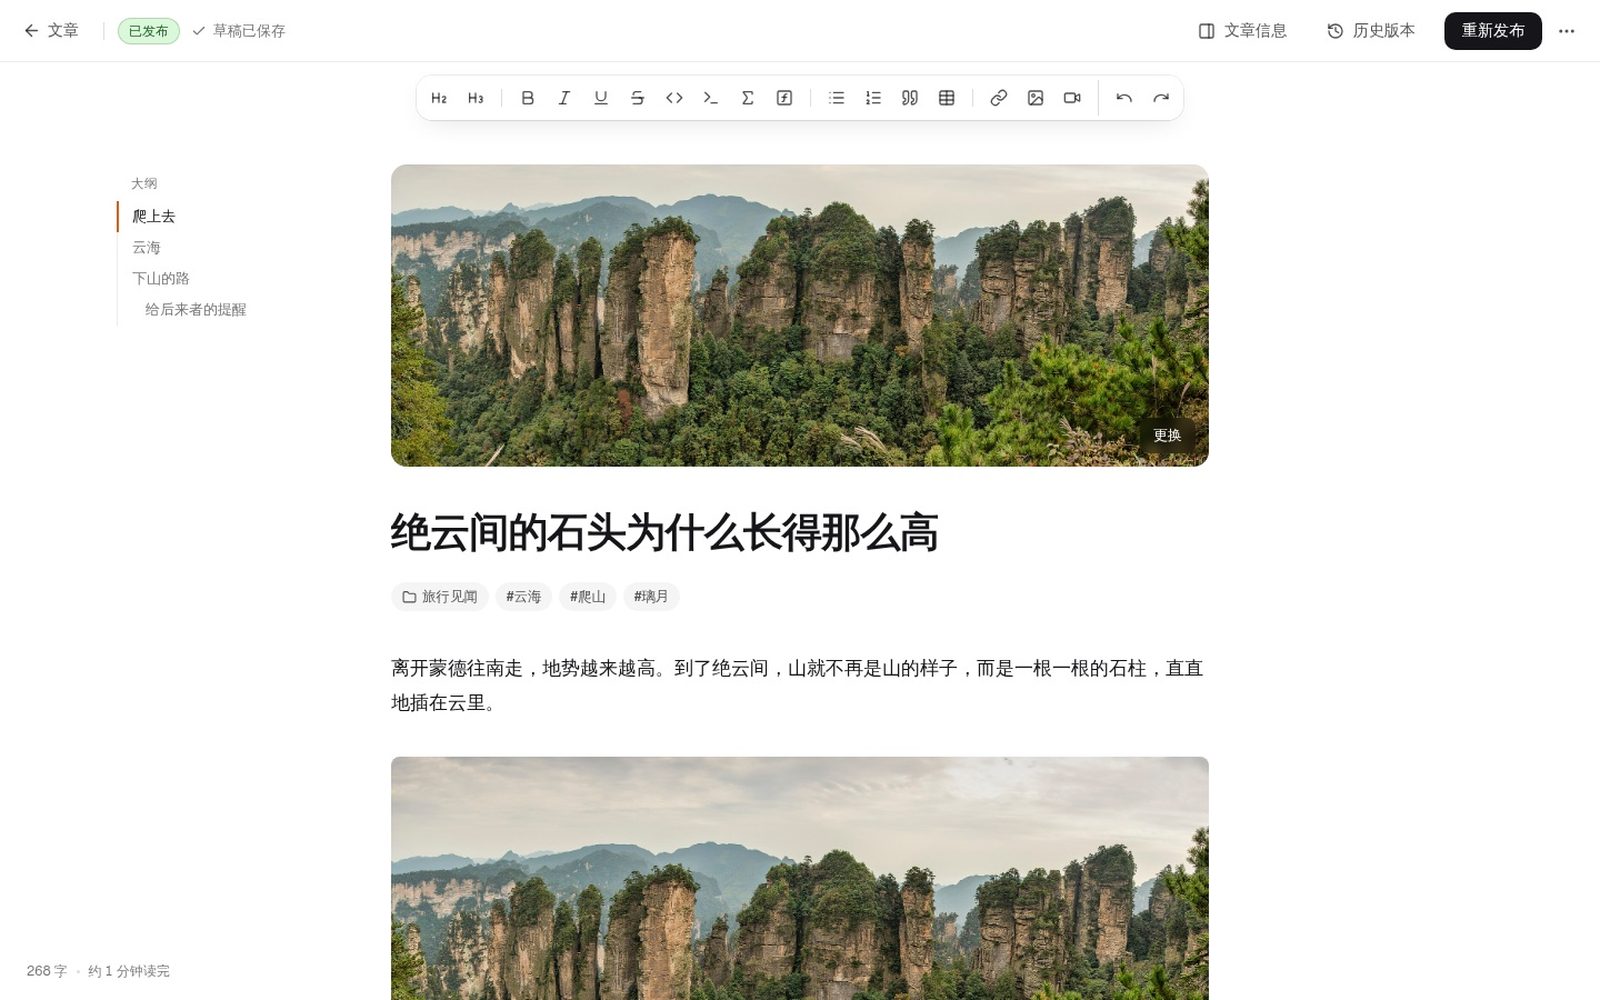 文章
已发布
草稿已保存
文章信息
历史版本
重新发布
H2 H3
大纲
爬上去
云海
下山的路
给后来者的提醒
更换
绝云间的石头为什么长得那么高
旅行见闻 #云海 #爬山 #璃月
离开蒙德往南走，地势越来越高。到了绝云间，山就不再是山的样子，而是一根一根的石柱，直直
地插在云里。
268 字 · 约 1 分钟读完